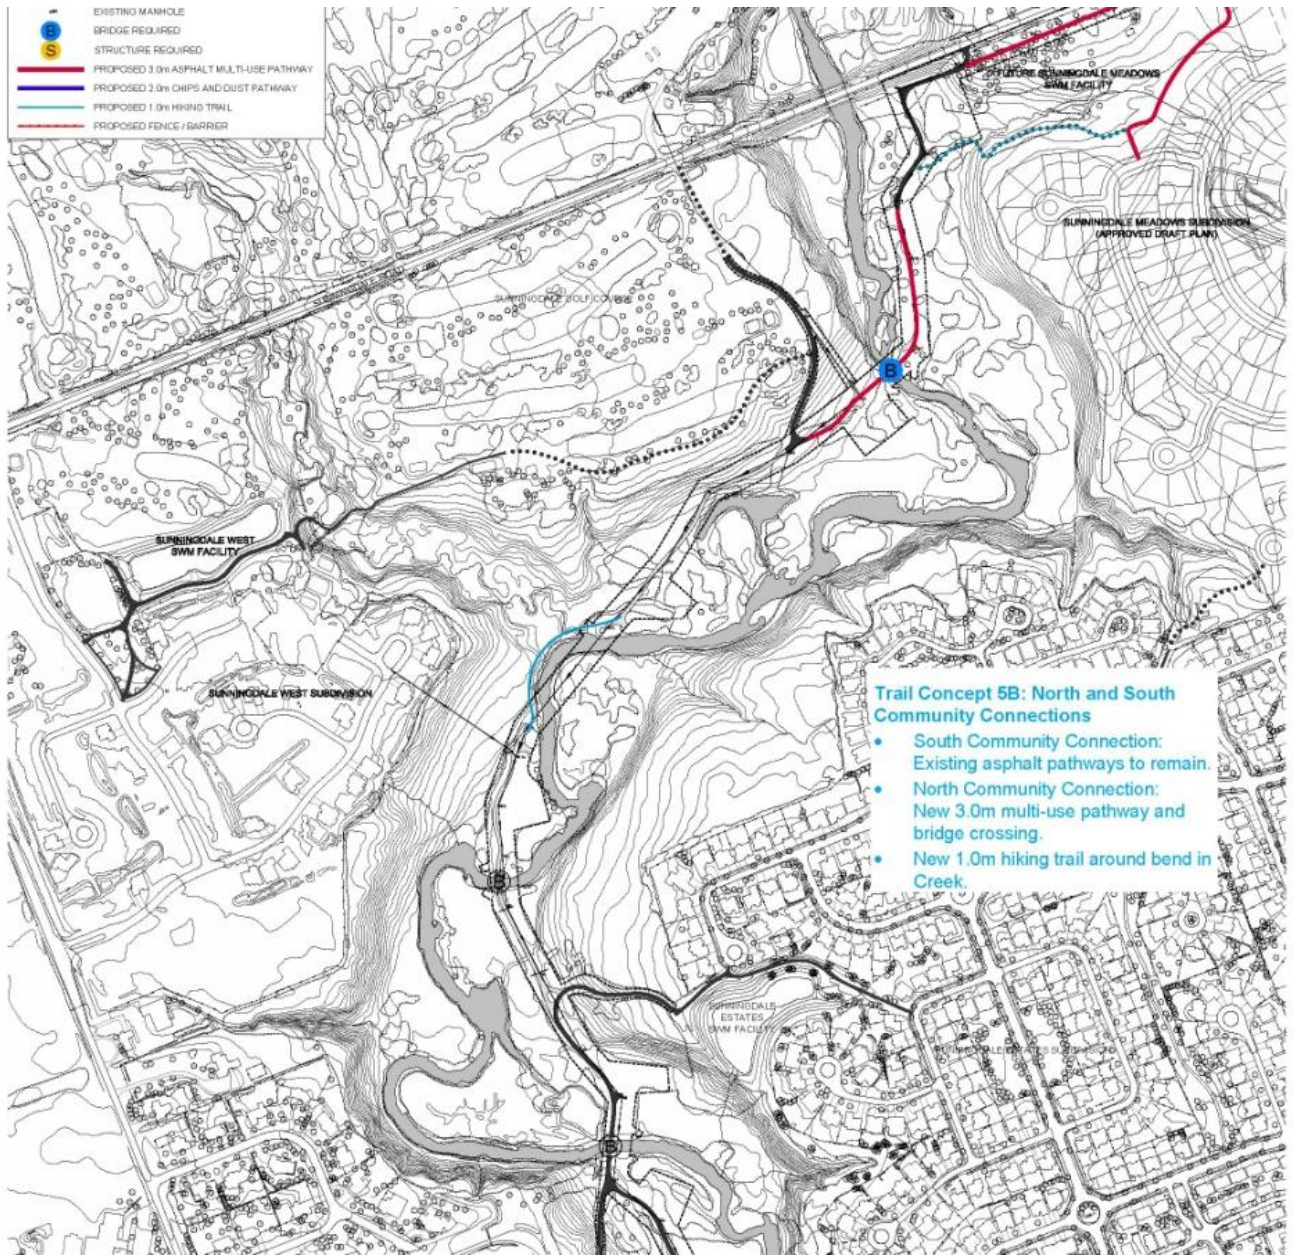 EXISTING MANHOLE
B BRIDGE REQUIRED
S STRUCTURE REQUIRED
PROPOSED 3.0m ASPHALT MULTI-USE PATHWAY
PROPOSED 2.0m CHIPS AND DUST PATHWAY
PROPOSED 1.0m HIKING TRAIL
PROPOSED FENCE / BARRIER
FUTURE SUNNINGDALE MEADOWS
SWM FACILITY
SUNNINGDALE MEADOWS SUBDIVISION
(APPROVED DRAFT PLAN)
SUNNINGDALE GOLF COURSE
B
SUNNINGDALE WEST
SWM FACILITY
SUNNINGDALE WEST SUBDIVISION
Trail Concept 5B: North and South
Community Connections
• South Community Connection:
Existing asphalt pathways to remain.
• North Community Connection:
New 3.0m multi-use pathway and
bridge crossing.
• New 1.0m hiking trail around bend in
Creek.
SUNNINGDALE
ESTATES
SWM FACILITY
SUNNINGDALE ESTATES SUBDIVISION
B